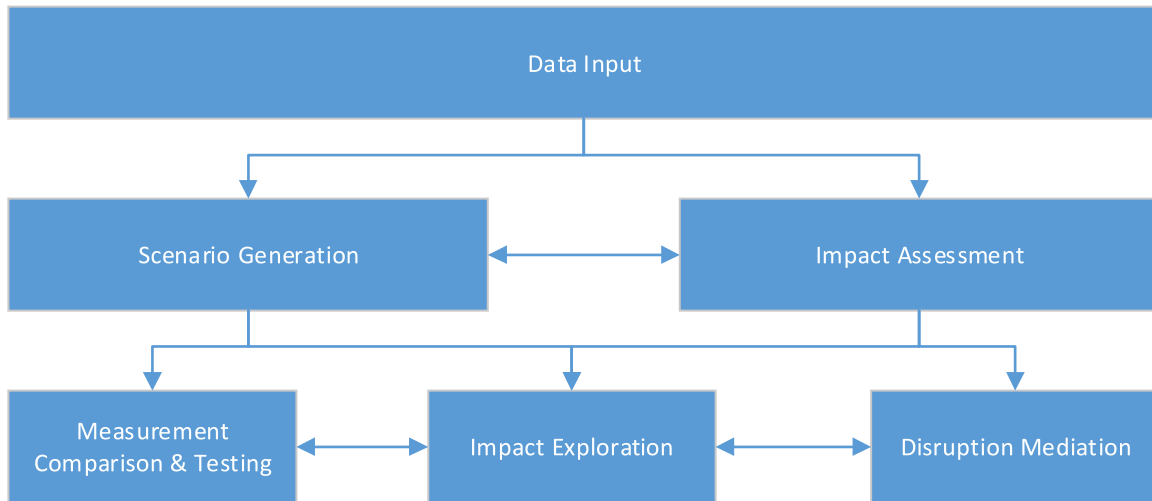 Data Input
Scenario Generation
Impact Assessment
Measurement
Comparison & Testing
Impact Exploration
Disruption Mediation